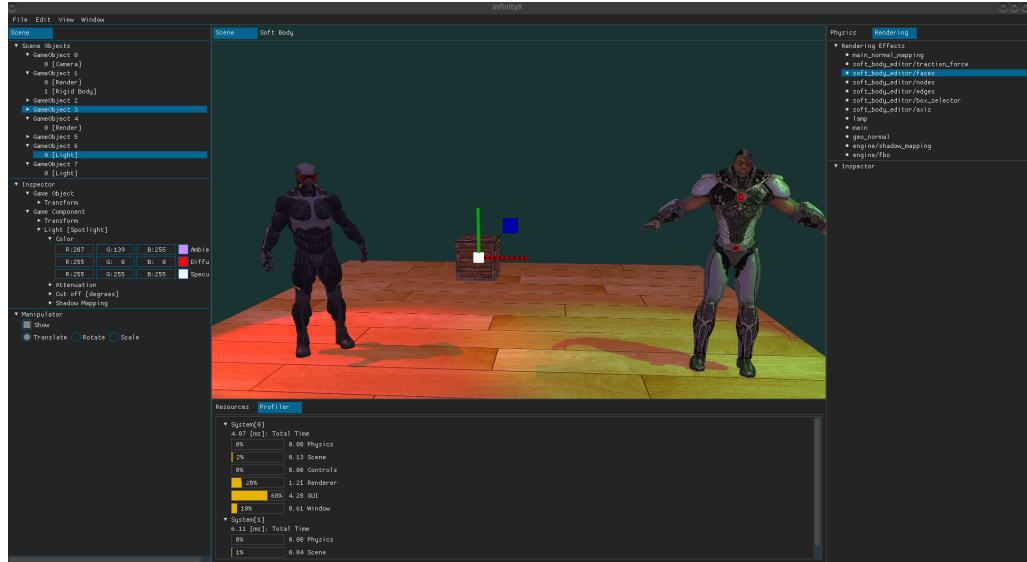 InfinityX
File Edit View Window
Scene
▼ Scene Objects
▼ GameObject 0
0 [Camera]
▼ GameObject 1
0 [Render]
1 [Rigid Body]
► GameObject 2
► GameObject 3
▼ GameObject 4
0 [Render]
► GameObject 5
▼ GameObject 6
0 [Light]
▼ GameObject 7
0 [Light]
▼ Inspector
▼ Game Object
► Transform
▼ Game Component
► Transform
▼ Light [Spotlight]
▼ Color
R:207 G:139 B:255 Ambie
R:255 G: 0 B: 0 Diffu
R:255 G:255 B:255 Specu
► Attenuation
► Cut off [degrees]
► Shadow Mapping
▼ Manipulator
Show
Translate Rotate Scale
Scene Soft Body
Resources Profiler
▼ System[0]
4.87 [ms]: Total Time
0% 0.00 Physics
2% 0.13 Scene
0% 0.00 Controls
20% 1.21 Renderer
68% 4.20 GUI
10% 0.61 Window
▼ System[1]
6.11 [ms]: Total Time
0% 0.00 Physics
1% 0.04 Scene
Physics Rendering
▼ Rendering Effects
• main_normal_mapping
• soft_body_editor/traction_force
• soft_body_editor/faces
• soft_body_editor/nodes
• soft_body_editor/edges
• soft_body_editor/box_selector
• soft_body_editor/axis
• lamp
• main
• geo_normal
• engine/shadow_mapping
• engine/fbo
▼ Inspector